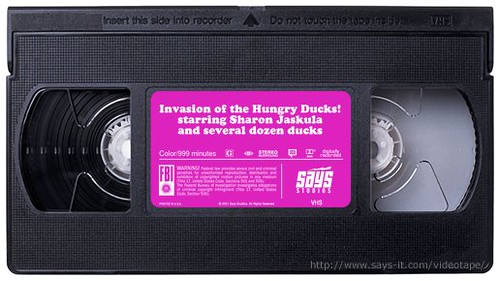 Insert this side into recorder ▲ Do not touch the tape inside VHS
Invasion of the Hungry Ducks!
starring Sharon Jaskula
and several dozen ducks
Color/999 minutes G STEREO digitally recorded
FBI WARNING!
says
STUDIOS
VHS
http://www.says-it.com/videotape//